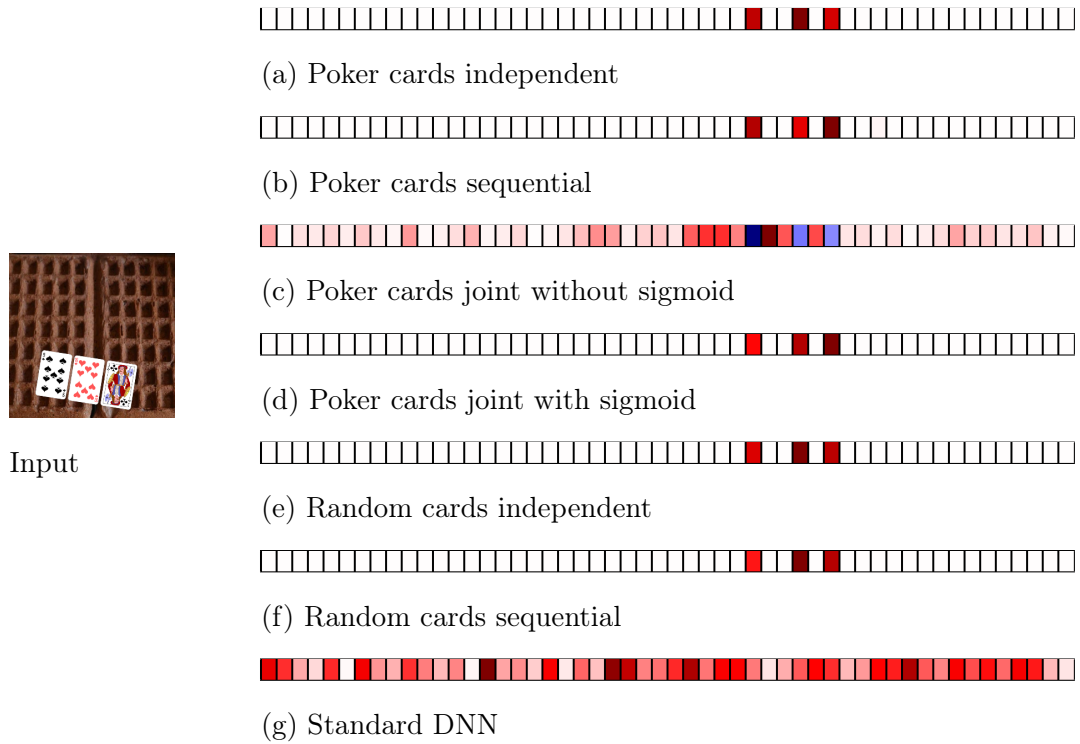 (a) Poker cards independent
(b) Poker cards sequential
(c) Poker cards joint without sigmoid
(d) Poker cards joint with sigmoid
Input
(e) Random cards independent
(f) Random cards sequential
(g) Standard DNN